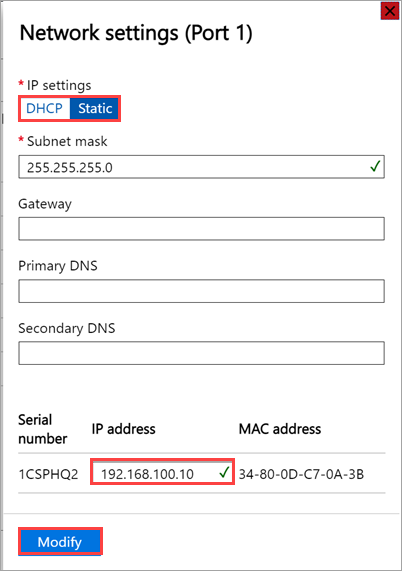 Network settings (Port 1)
* IP settings
DHCP Static
* Subnet mask
255.255.255.0
Gateway
Primary DNS
Secondary DNS
Serial number IP address MAC address
1CSPHQ2 192.168.100.10 34-80-0D-C7-0A-3B
Modify